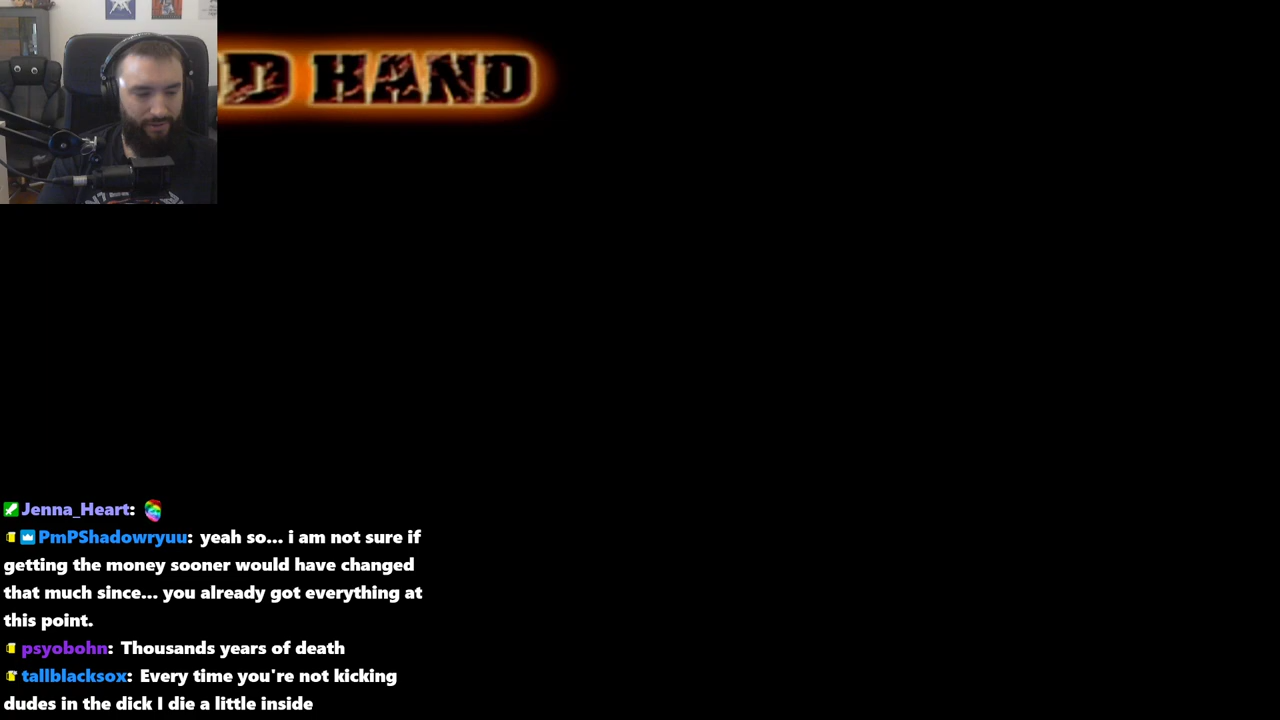 D HAND
Jenna_Heart:
PmPShadowryuu: yeah so... i am not sure if
getting the money sooner would have changed
that much since... you already got everything at
this point.
psyobohn: Thousands years of death
tallblacksox: Every time you're not kicking
dudes in the dick I die a little inside